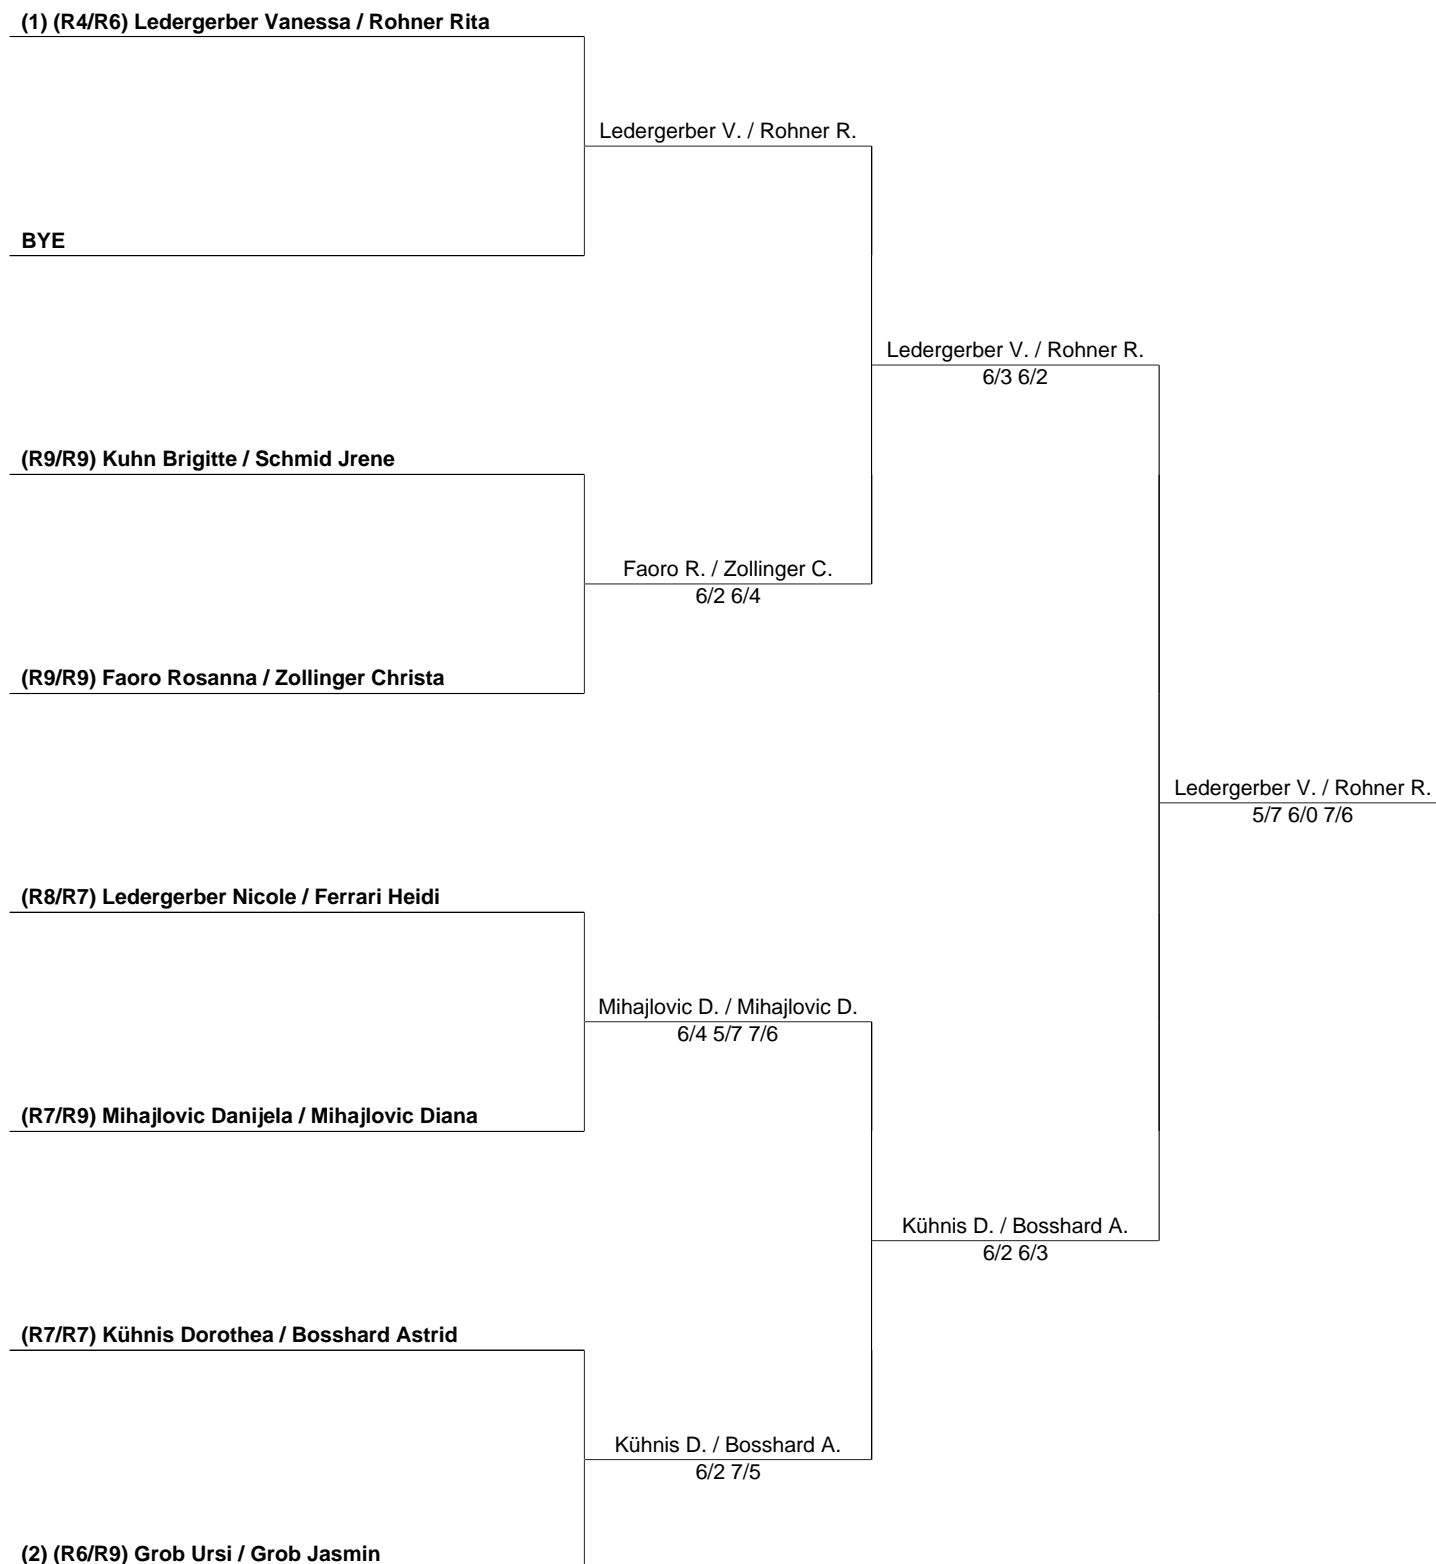 (1) (R4/R6) Ledergerber Vanessa / Rohner Rita
Ledergerber V. / Rohner R.
BYE
Ledergerber V. / Rohner R.
6/3 6/2
(R9/R9) Kuhn Brigitte / Schmid Jrene
Faoro R. / Zollinger C.
6/2 6/4
(R9/R9) Faoro Rosanna / Zollinger Christa
Ledergerber V. / Rohner R.
5/7 6/0 7/6
(R8/R7) Ledergerber Nicole / Ferrari Heidi
Mihajlovic D. / Mihajlovic D.
6/4 5/7 7/6
(R7/R9) Mihajlovic Danijela / Mihajlovic Diana
Kühnis D. / Bosshard A.
6/2 6/3
(R7/R7) Kühnis Dorothea / Bosshard Astrid
Kühnis D. / Bosshard A.
6/2 7/5
(2) (R6/R9) Grob Ursi / Grob Jasmin